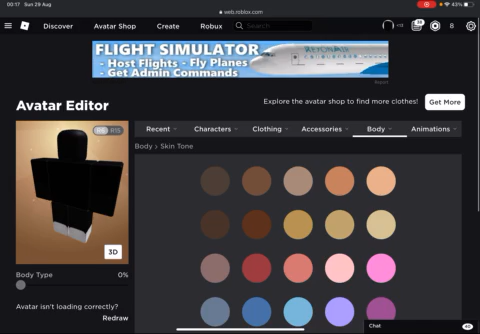 00:17 Sun 29 Aug
43%
web.roblox.com
Discover Avatar Shop Create Robux Search
8
FLIGHT SIMULATOR
- Host Flights - Fly Planes
- Get Admin Commands
Avatar Editor
Explore the avatar shop to find more clothes! Get More
R6 R15
Recent Characters Clothing Accessories Body Animations
Body > Skin Tone
3D
Body Type 0%
Avatar isn't loading correctly?
Redraw
Chat